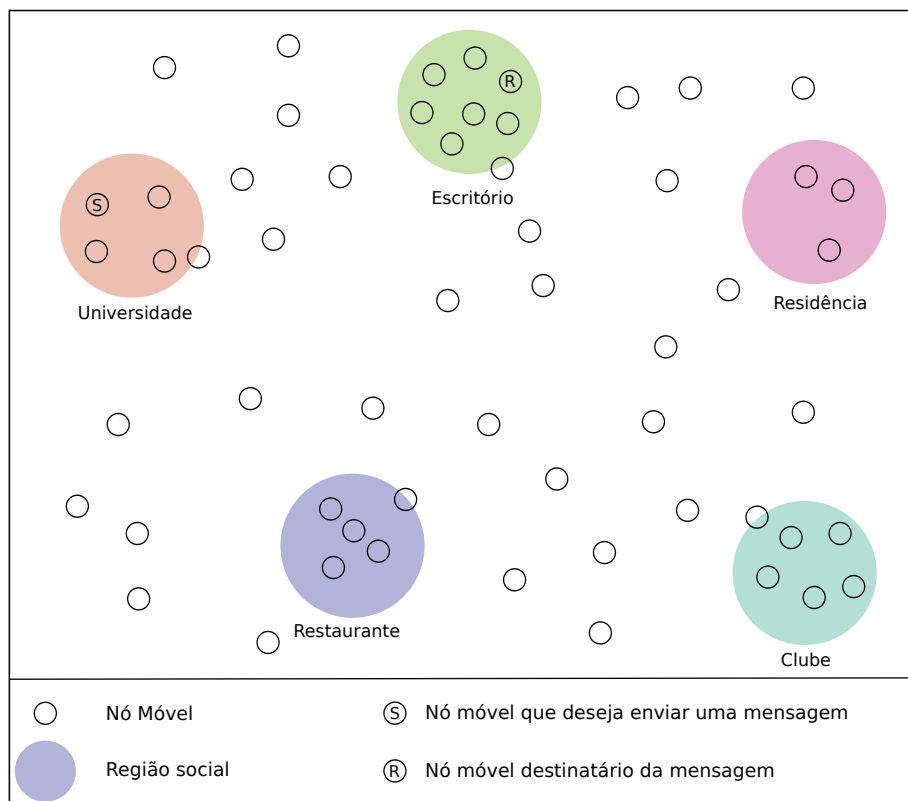 R
Escritório
S
Universidade
Residência
Restaurante
Clube
Nó Móvel
S Nó móvel que deseja enviar uma mensagem
Região social
R Nó móvel destinatário da mensagem